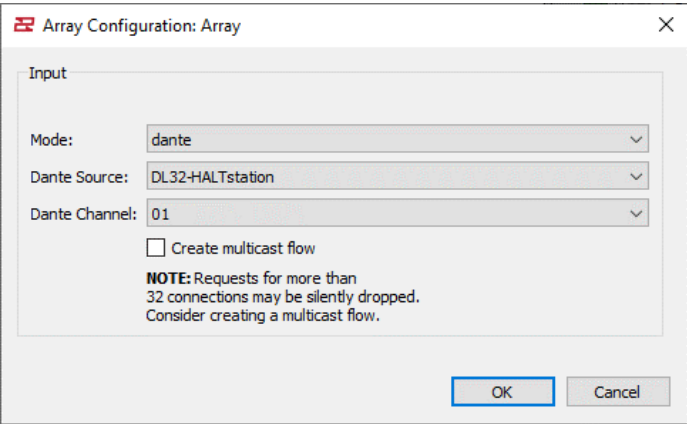 Array Configuration: Array
Input
Mode: dante
Dante Source: DL32-HALTstation
Dante Channel: 01
Create multicast flow
NOTE: Requests for more than
32 connections may be silently dropped.
Consider creating a multicast flow.
OK Cancel